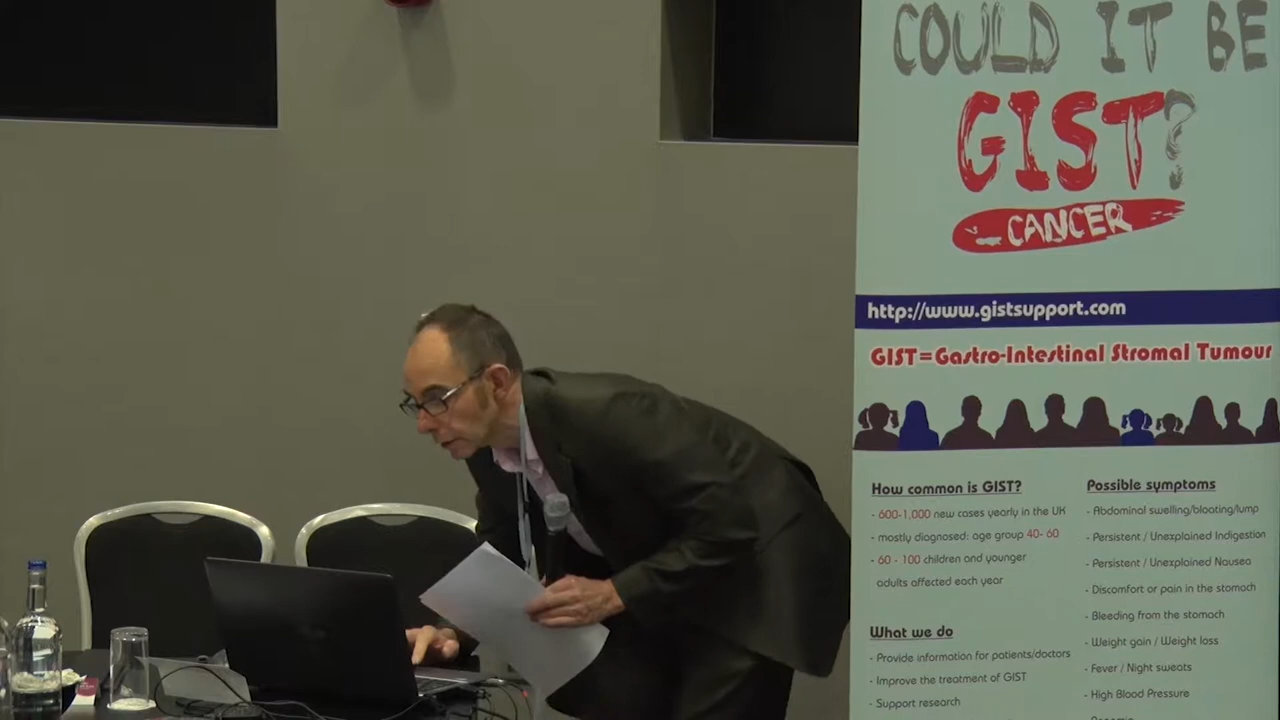 COULD IT BE
GIST?
CANCER
http://www.gistsupport.com
GIST=Gastro-Intestinal Stromal Tumour
How common is GIST?
- 600-1,000 new cases yearly in the UK
- mostly diagnosed: age group 40- 60
- 60 - 100 children and younger
adults affected each year
What we do
- Provide information for patients/doctors
- Improve the treatment of GIST
- Support research
Possible symptoms
- Abdominal swelling/bloating/lump
- Persistent / Unexplained Indigestion
- Persistent / Unexplained Nausea
- Discomfort or pain in the stomach
- Bleeding from the stomach
- Weight gain / Weight loss
- Fever / Night sweats
- High Blood Pressure